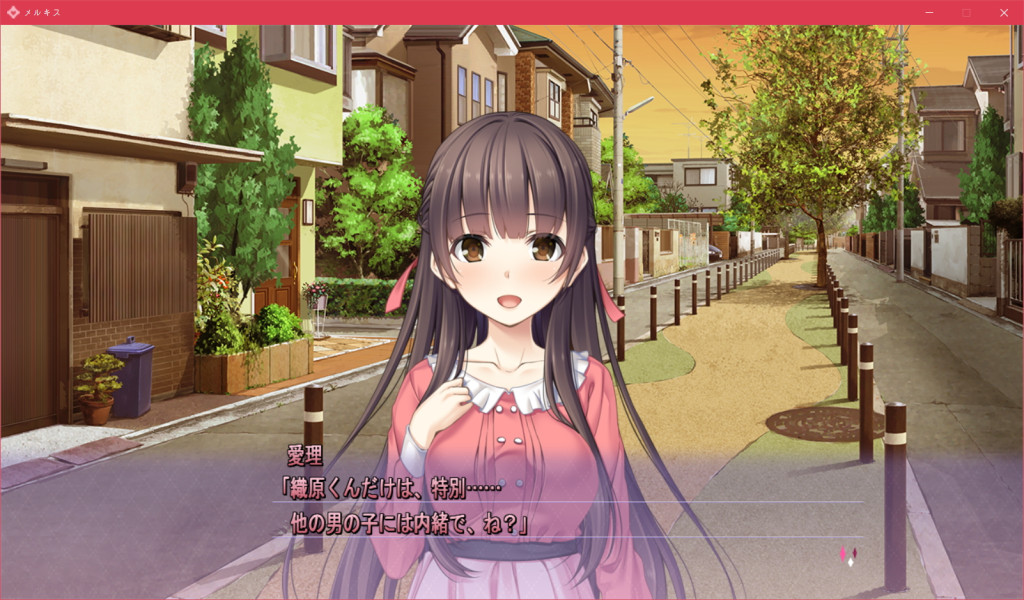 メルキス
愛理
「織原くんだけは、特別……
他の男の子には内緒で、ね？」